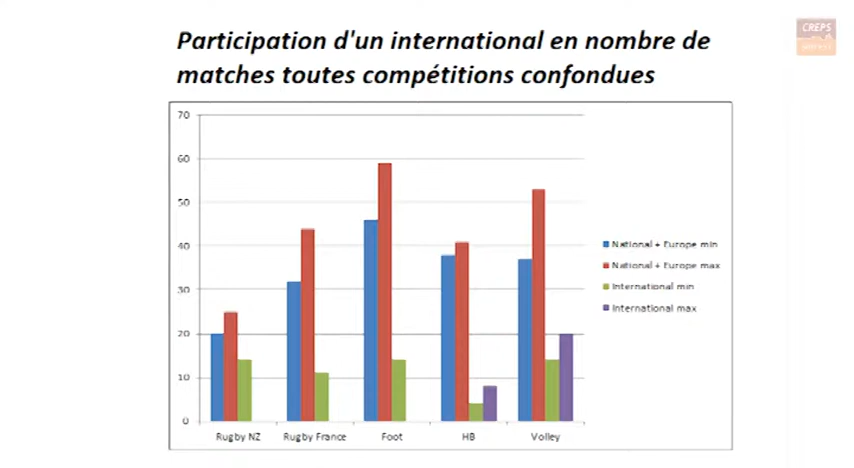 CREPS
Participation d'un international en nombre de
matches toutes compétitions confondues
70
60
50
40
30
20
10
0
Rugby NZ
Rugby France
Foot
HB
Volley
National + Europe min
National + Europe max
International min
International max